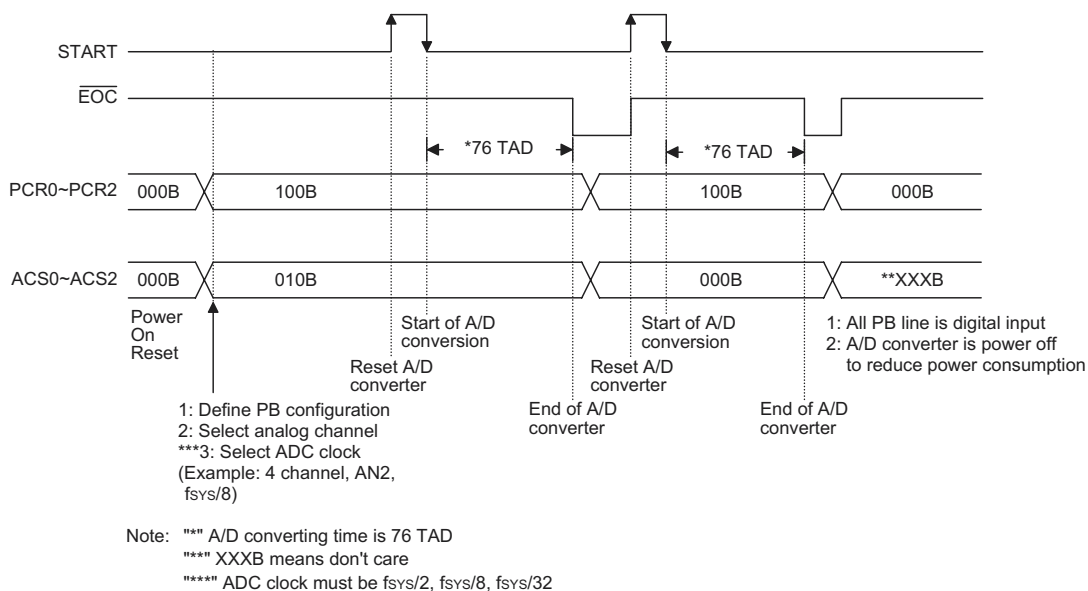 START
EOC
*76 TAD
*76 TAD
PCR0~PCR2
000B
100B
100B
000B
ACS0~ACS2
000B
010B
000B
**XXXB
Power
On
Reset
Start of A/D
conversion
Start of A/D
conversion
1: All PB line is digital input
2: A/D converter is power off
to reduce power consumption
Reset A/D
converter
Reset A/D
converter
1: Define PB configuration
2: Select analog channel
***3: Select ADC clock
(Example: 4 channel, AN2,
fSYS/8)
End of A/D
converter
End of A/D
converter
Note: "*" A/D converting time is 76 TAD
"**" XXXB means don't care
"***" ADC clock must be fSYS/2, fSYS/8, fSYS/32